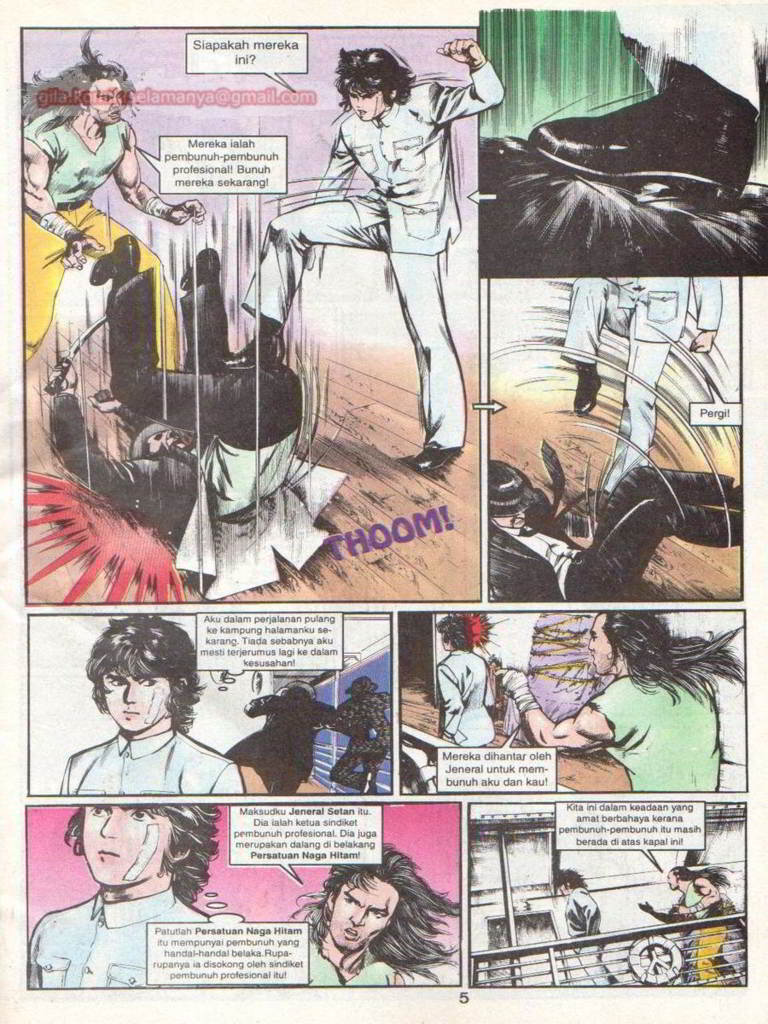 Siapakah mereka
ini?
gila.komik.selamanya@gmail.com
Mereka ialah
pembunuh-pembunuh
profesional! Bunuh
mereka sekarang!
THOOM!
Pergi!
Aku dalam perjalanan pulang
ke kampung halamanku se-
karang. Tiada sebabnya aku
mesti terjerumus lagi ke dalam
kesusahan!
Mereka dihantar oleh
Jeneral untuk mem-
bunuh aku dan kau!
Maksudku Jeneral Setan itu.
Dia ialah ketua sindiket
pembunuh profesional. Dia juga
merupakan dalang di belakang
Persatuan Naga Hitam!
Patutlah Persatuan Naga Hitam
itu mempunyai pembunuh yang
handal-handal belaka.Rupa-
rupanya ia disokong oleh sindiket
pembunuh profesional itu!
Kita ini dalam keadaan yang
amat berbahaya kerana
pembunuh-pembunuh itu masih
berada di atas kapal ini!
5